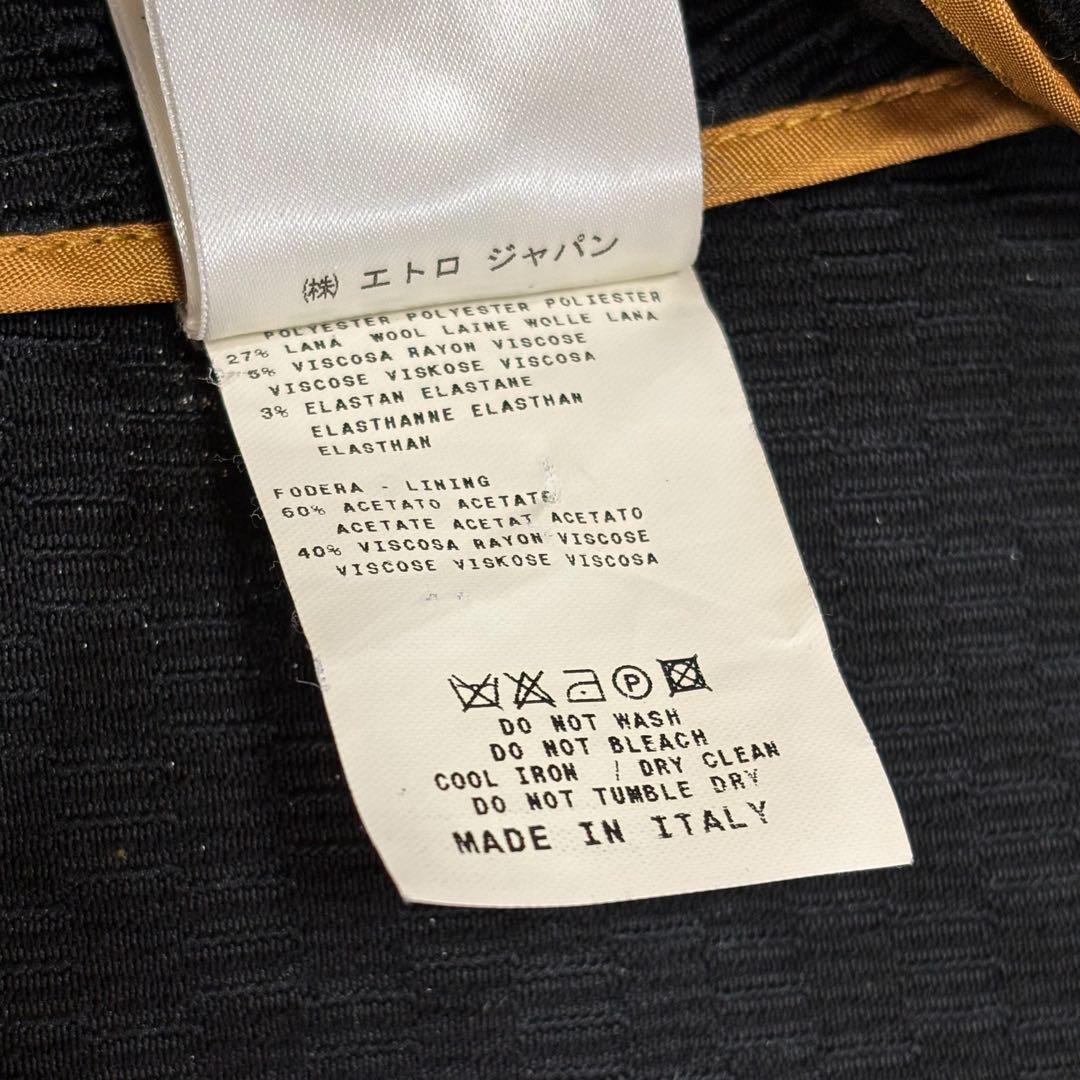 ㈱ エトロ ジャパン
POLYESTER POLYESTER POLIESTER
27% LANA WOOL LAINE WOLLE LANA
5% VISCOSA RAYON VISCOSE
VISCOSE VISKOSE VISCOSA
3% ELASTAN ELASTANE
ELASTHANNE ELASTHAN
ELASTHAN
FODERA - LINING
60% ACETATO ACETATE
ACETATE ACETAT ACETATO
40% VISCOSA RAYON VISCOSE
VISCOSE VISKOSE VISCOSA
P
DO NOT WASH
DO NOT BLEACH
COOL IRON / DRY CLEAN
DO NOT TUMBLE DRY
MADE IN ITALY